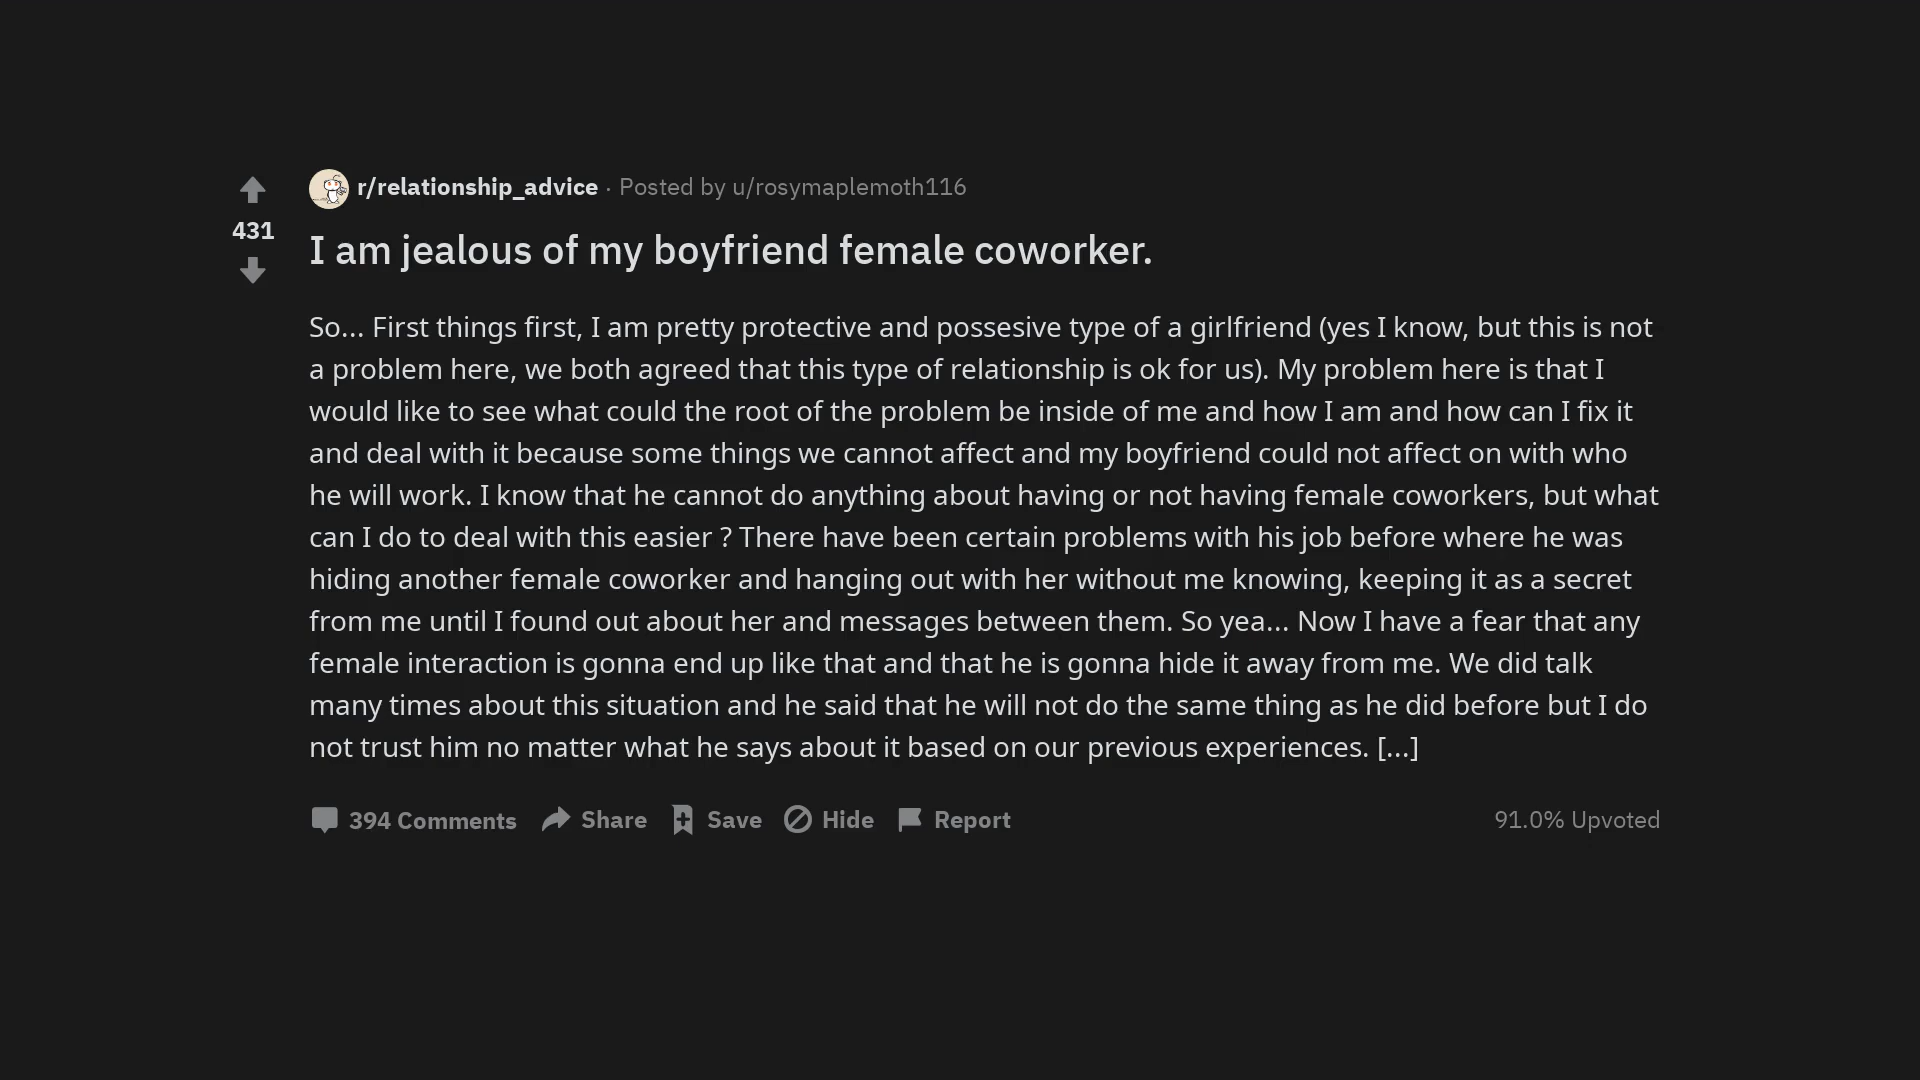 r/relationship_advice · Posted by u/rosymaplemoth116
431
I am jealous of my boyfriend female coworker.
So... First things first, I am pretty protective and possesive type of a girlfriend (yes I know, but this is not
a problem here, we both agreed that this type of relationship is ok for us). My problem here is that I
would like to see what could the root of the problem be inside of me and how I am and how can I fix it
and deal with it because some things we cannot affect and my boyfriend could not affect on with who
he will work. I know that he cannot do anything about having or not having female coworkers, but what
can I do to deal with this easier ? There have been certain problems with his job before where he was
hiding another female coworker and hanging out with her without me knowing, keeping it as a secret
from me until I found out about her and messages between them. So yea... Now I have a fear that any
female interaction is gonna end up like that and that he is gonna hide it away from me. We did talk
many times about this situation and he said that he will not do the same thing as he did before but I do
not trust him no matter what he says about it based on our previous experiences. [...]
394 Comments Share Save Hide Report 91.0% Upvoted